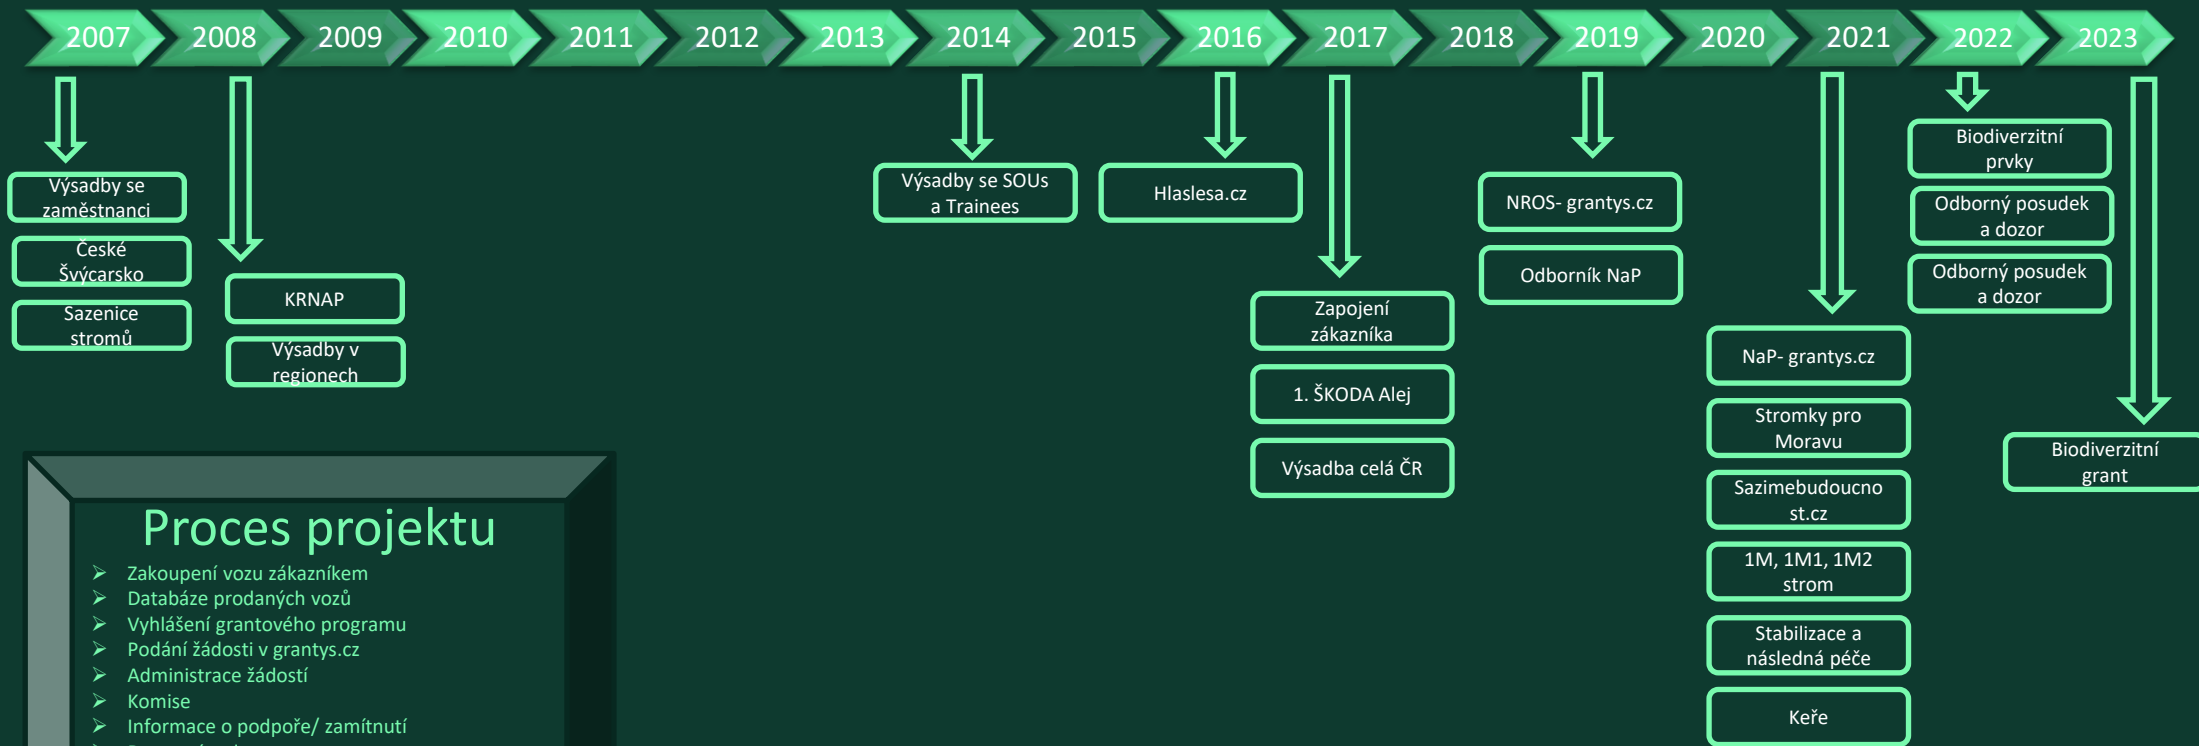 2007 2008 2009 2010 2011 2012 2013 2014 2015 2016 2017 2018 2019 2020 2021 2022 2023
Výsadby se
zaměstnanci
České
Švýcarsko
Sazenice
stromů
KRNAP
Výsadby v
regionech
Výsadby se SOUs
a Trainees
Hlaslesa.cz
Zapojení
zákazníka
1. ŠKODA Alej
Výsadba celá ČR
NROS- grantys.cz
Odborník NaP
NaP- grantys.cz
Stromky pro
Moravu
Sazimebudoucno
st.cz
1M, 1M1, 1M2
strom
Stabilizace a
následná péče
Keře
Biodiverzitní
prvky
Odborný posudek
a dozor
Odborný posudek
a dozor
Biodiverzitní
grant
Proces projektu
➢ Zakoupení vozu zákazníkem
➢ Databáze prodaných vozů
➢ Vyhlášení grantového programu
➢ Podání žádosti v grantys.cz
➢ Administrace žádostí
➢ Komise
➢ Informace o podpoře/ zamítnutí